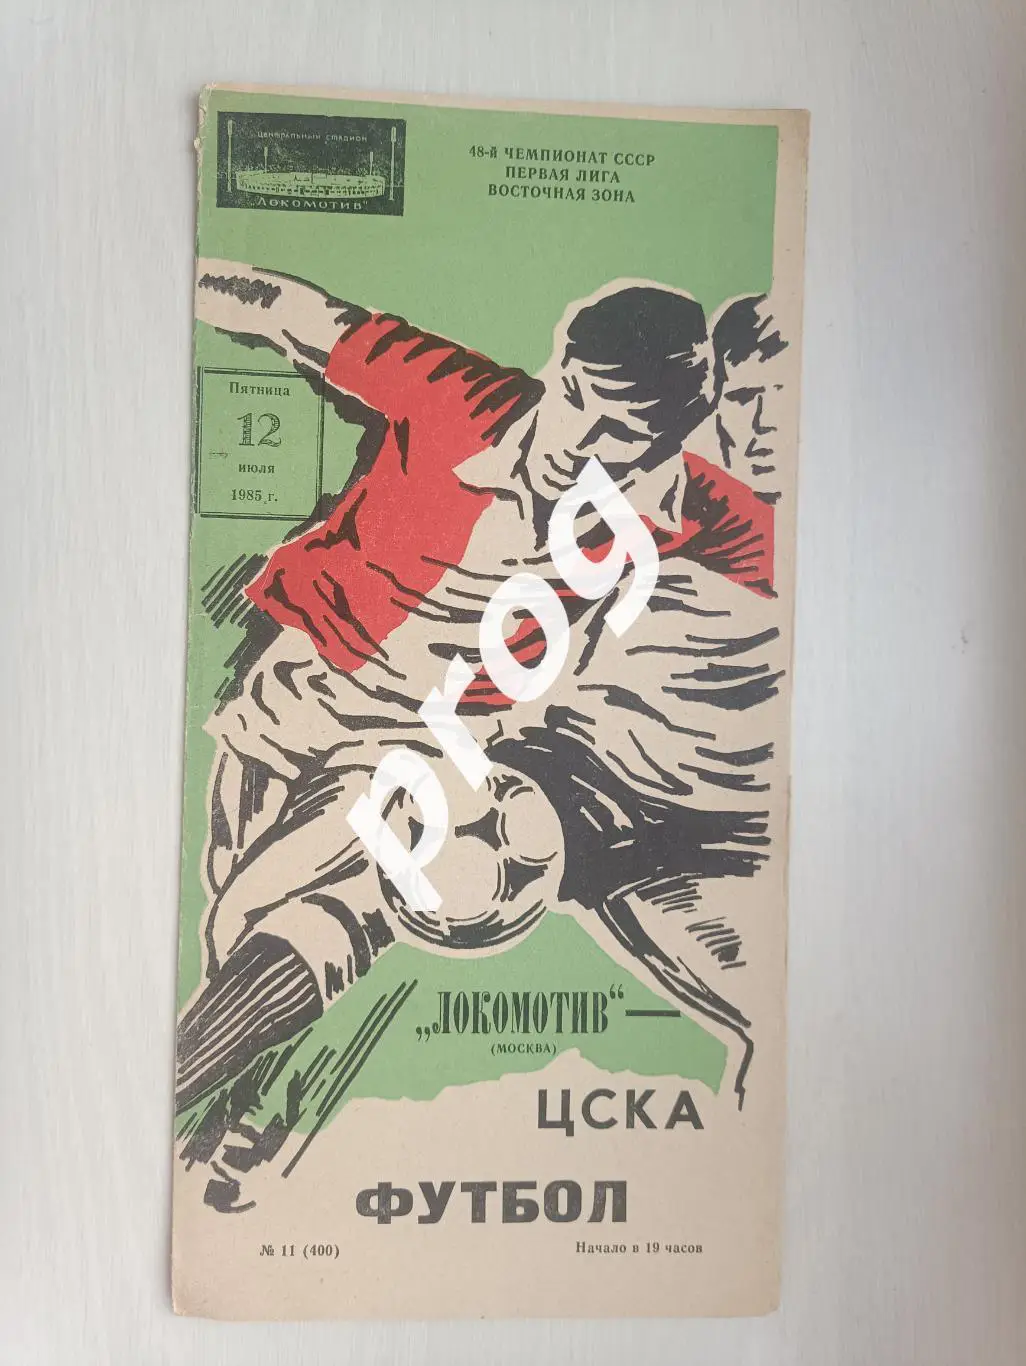 ЦЕНТРАЛЬНЫЙ СТАДИОН
„ЛОКОМОТИВ"
48-й ЧЕМПИОНАТ СССР
ПЕРВАЯ ЛИГА
ВОСТОЧНАЯ ЗОНА
Пятница
12
июля
1985 г.
prog
„ЛОКОМОТИВ“ —
(МОСКВА)
ЦСКА
ФУТБОЛ
№ 11 (400)
Начало в 19 часов